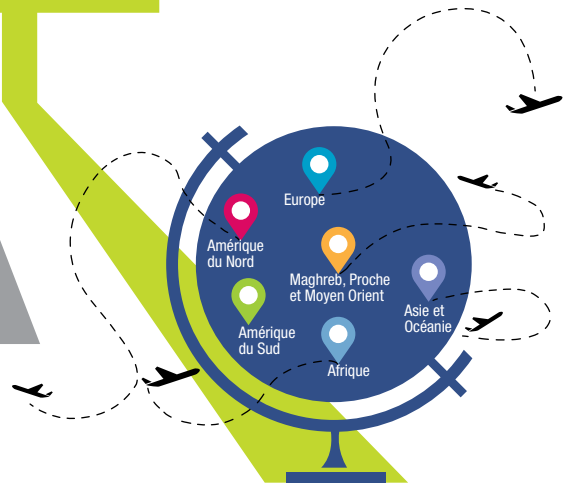 Europe
Amérique
du Nord
Maghreb, Proche
et Moyen Orient
Asie et
Océanie
Amérique
du Sud
Afrique